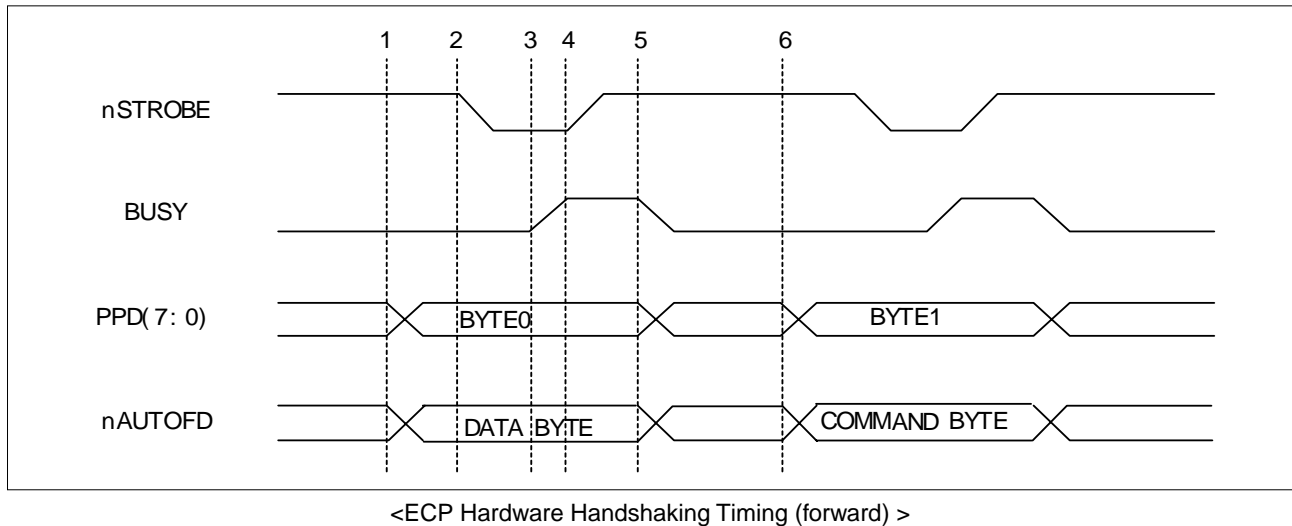 1 2 3 4 5 6
nSTROBE
BUSY
PPD(7:0) BYTE0 BYTE1
nAUTOFD DATA BYTE COMMAND BYTE
<ECP Hardware Handshaking Timing (forward) >